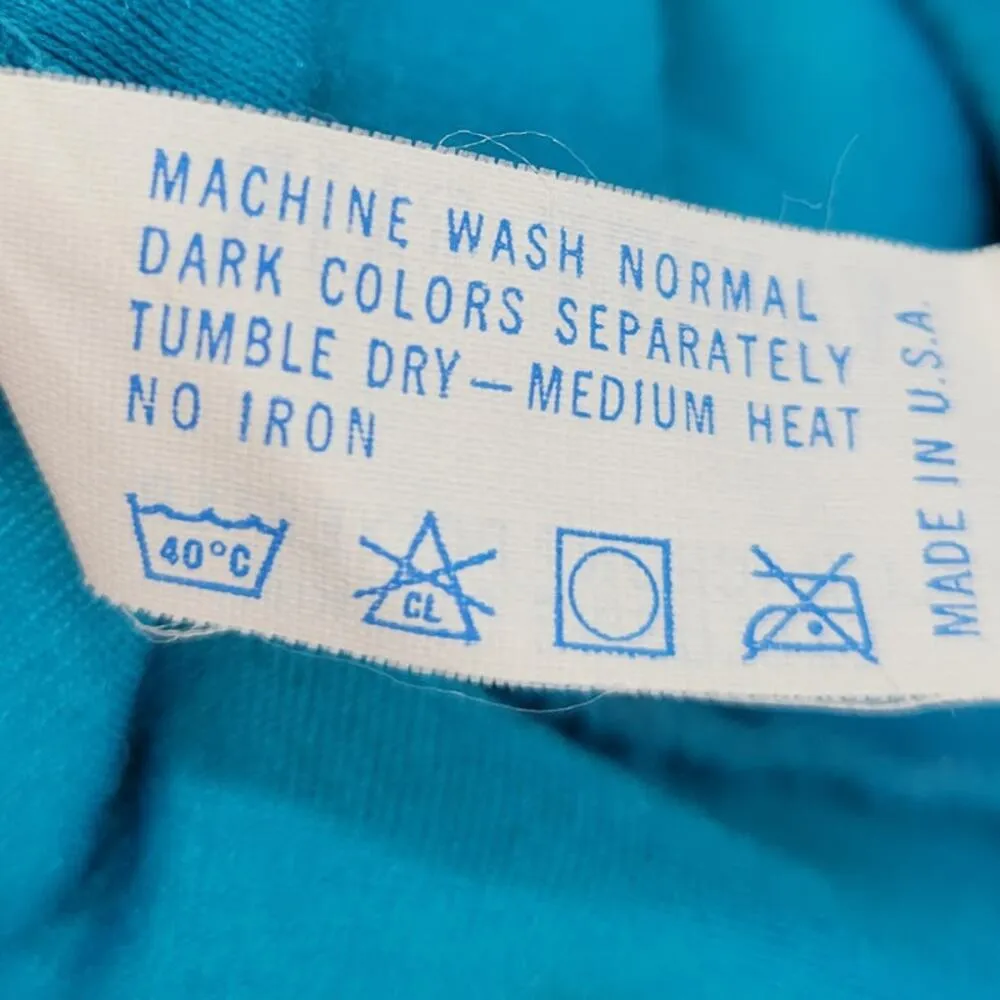 MACHINE WASH NORMAL
DARK COLORS SEPARATELY
TUMBLE DRY—MEDIUM HEAT
NO IRON
40°C
CL
MADE IN U.S.A.